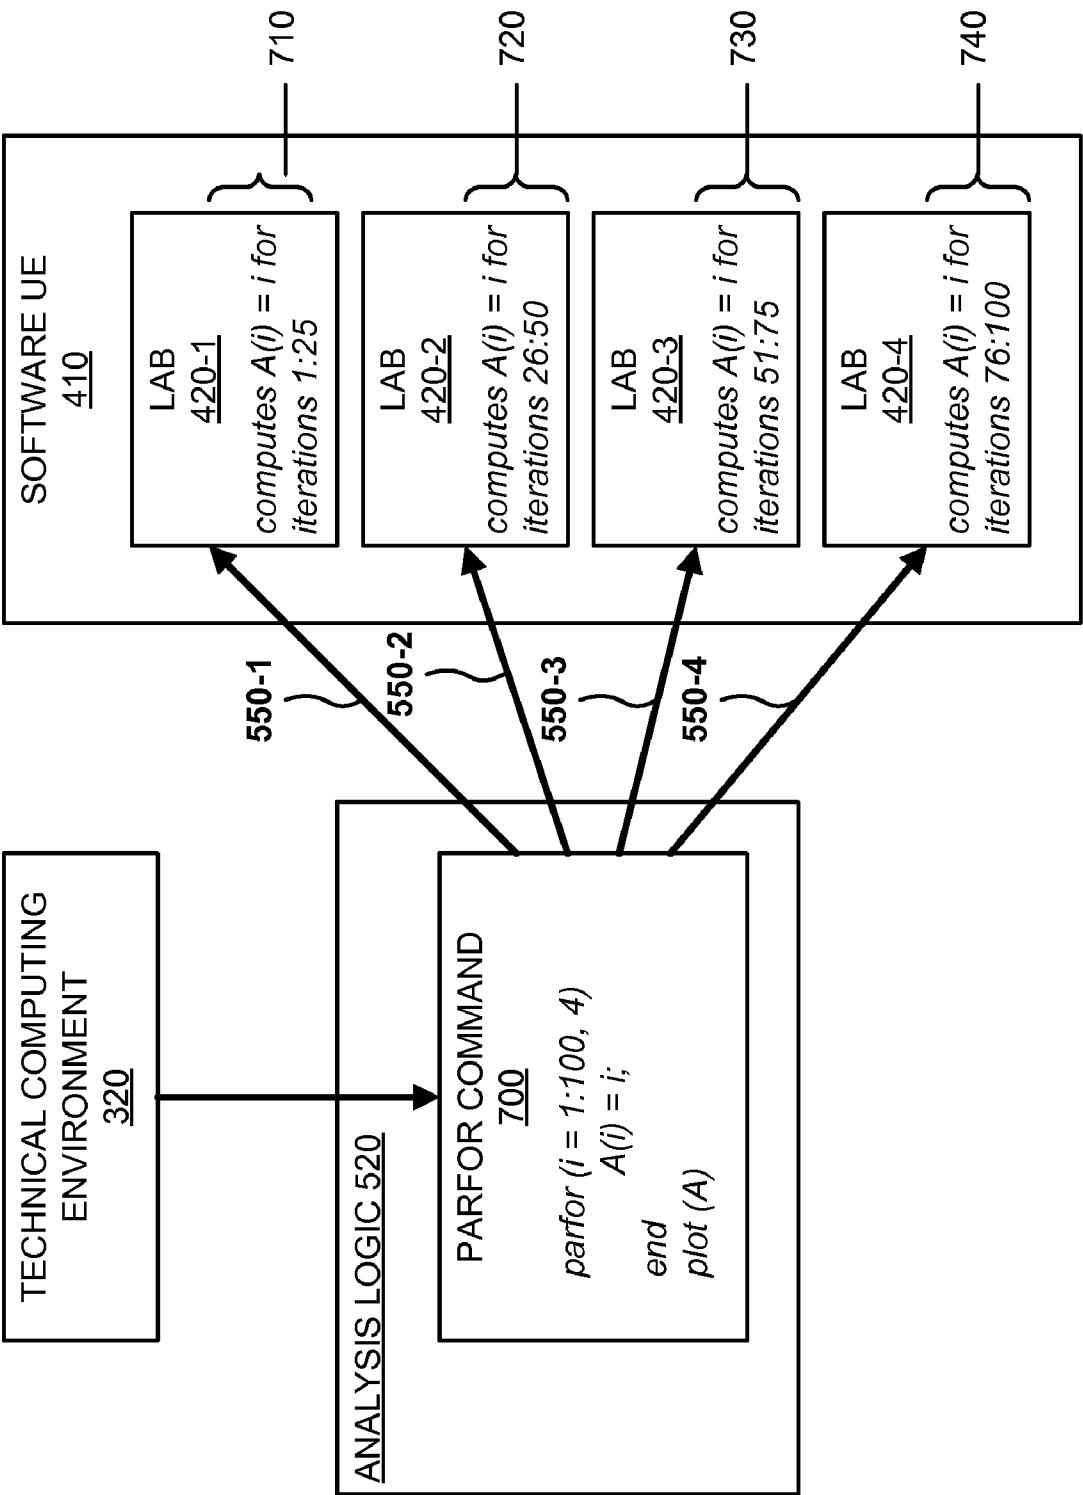 TECHNICAL COMPUTING
ENVIRONMENT
320
ANALYSIS LOGIC 520
PARFOR COMMAND
700
parfor (i = 1:100, 4)
A(i) = i;
end
plot (A)
550-1
550-2
550-3
550-4
SOFTWARE UE
410
LAB
420-1
computes A(i) = i for
iterations 1:25
710
LAB
420-2
computes A(i) = i for
iterations 26:50
720
LAB
420-3
computes A(i) = i for
iterations 51:75
730
LAB
420-4
computes A(i) = i for
iterations 76:100
740